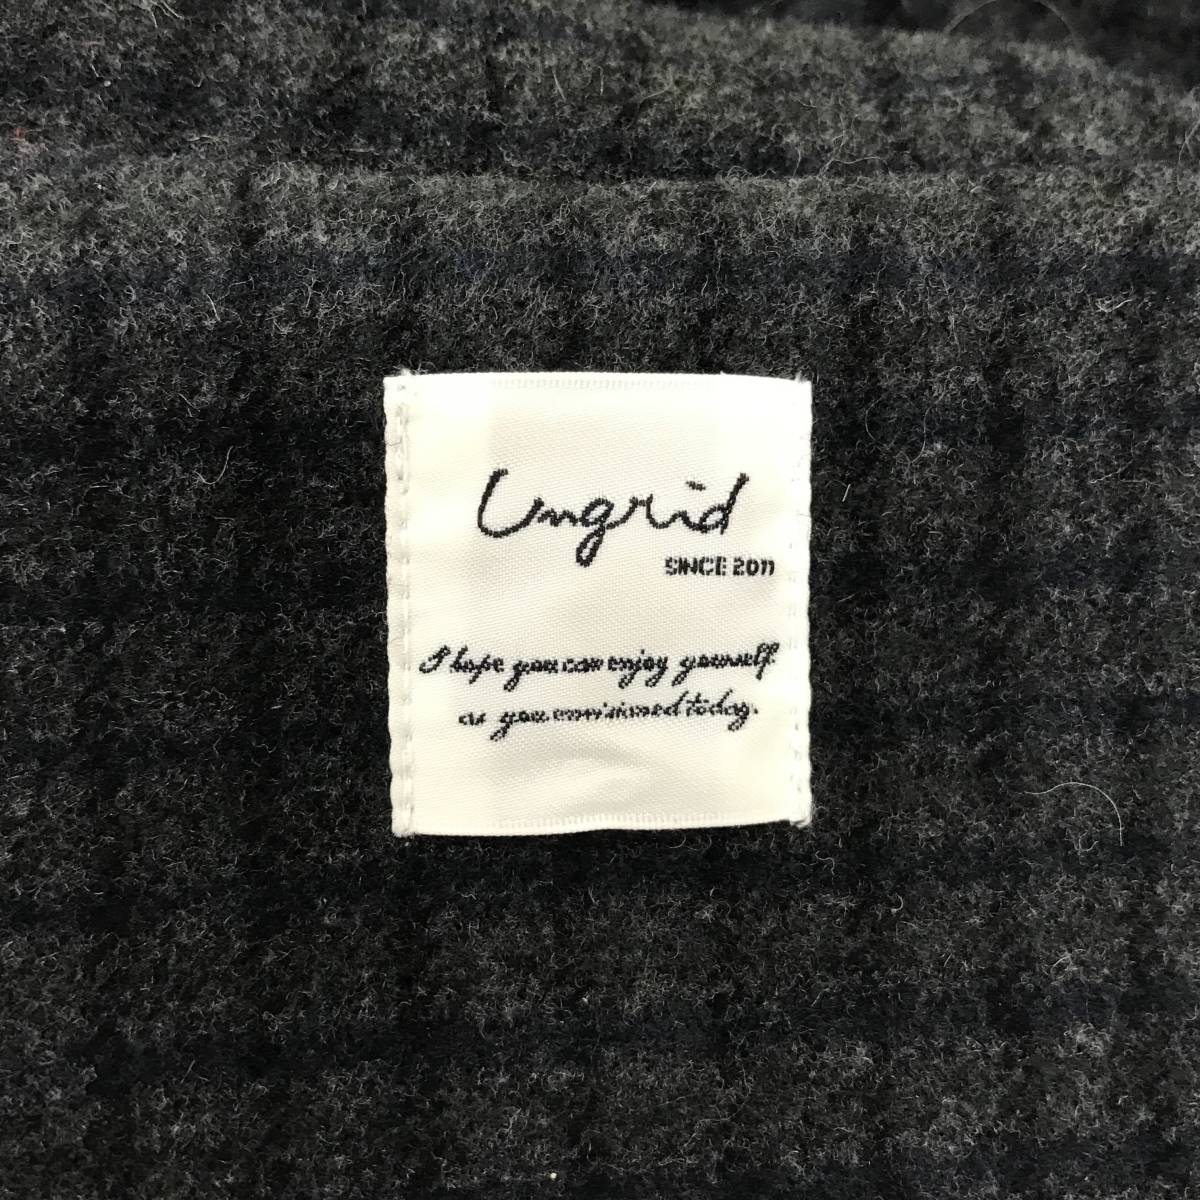 Ungrid
SINCE 2011
I hope you can enjoy yourself
as you envisioned today.